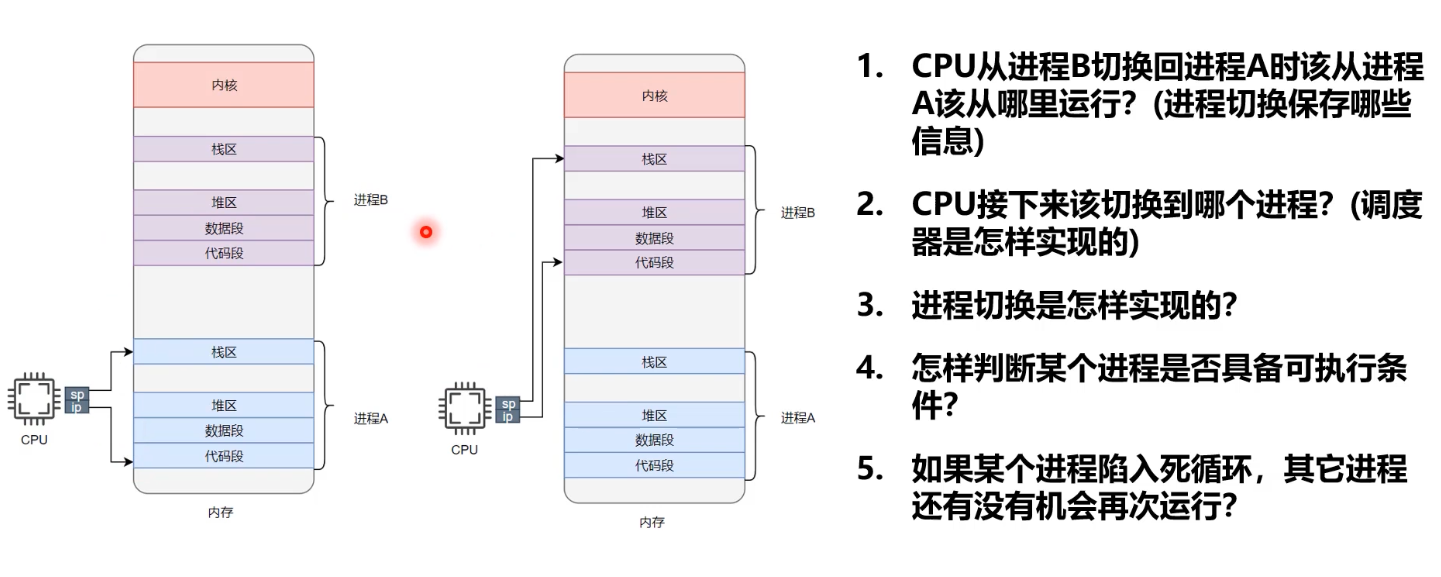 内核
栈区
堆区
数据段
代码段
进程B
栈区
堆区
数据段
代码段
进程A
sp
ip
CPU
内存
内核
栈区
堆区
数据段
代码段
进程B
栈区
堆区
数据段
代码段
进程A
sp
ip
CPU
内存
1. CPU从进程B切换回进程A时该从进程
A该从哪里运行？(进程切换保存哪些
信息)
2. CPU接下来该切换到哪个进程？(调度
器是怎样实现的)
3. 进程切换是怎样实现的？
4. 怎样判断某个进程是否具备可执行条
件？
5. 如果某个进程陷入死循环，其它进程
还有没有机会再次运行？